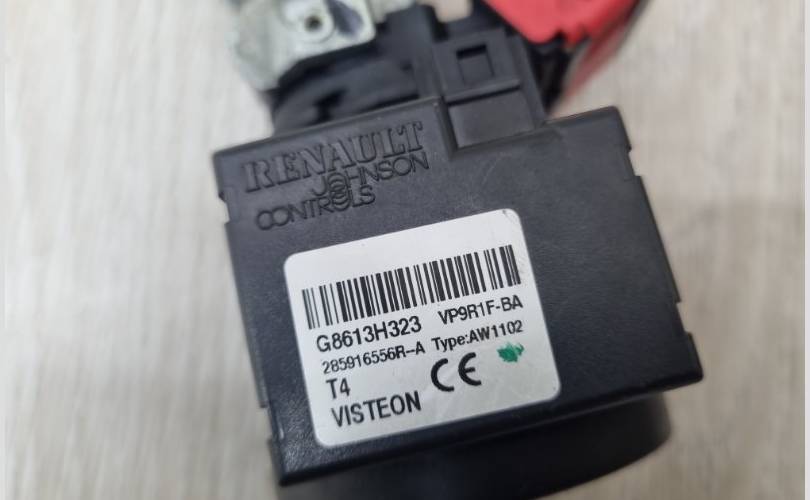 RENAULT
JOHNSON
CONTROLS
G8613H323 VP9R1F-BA
285916556R--A Type:AW1102
T4 CE
VISTEON